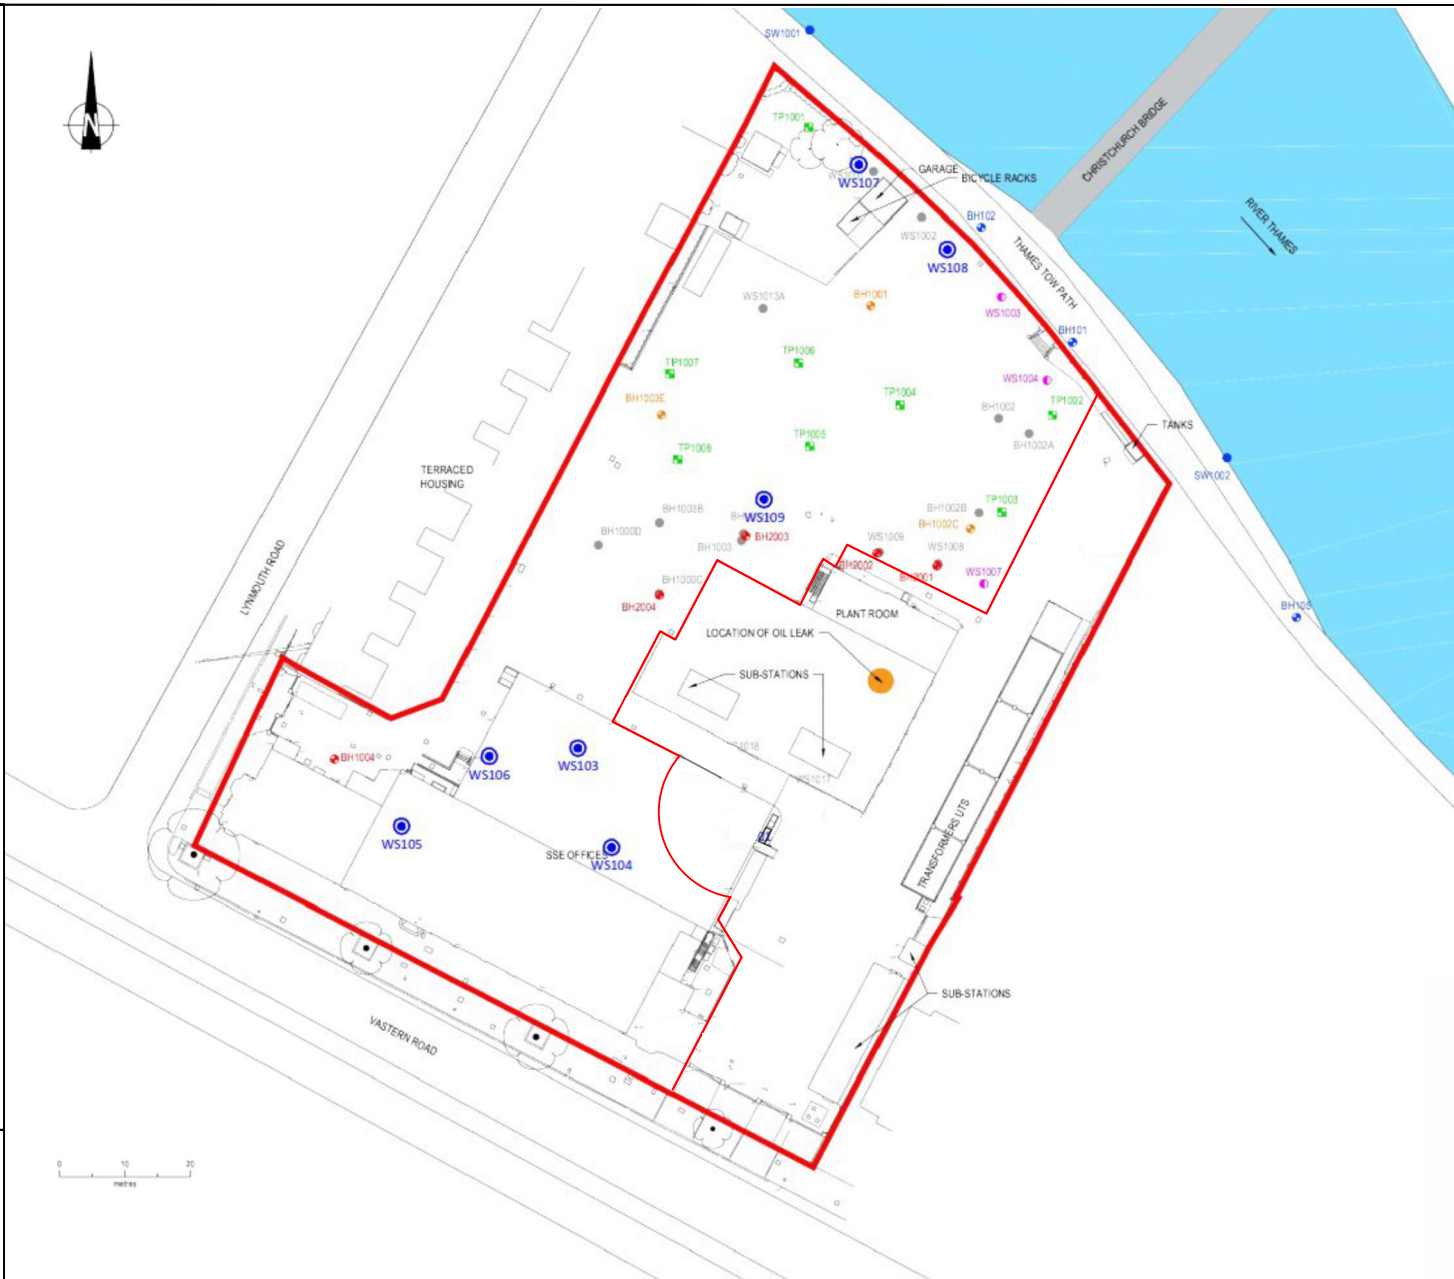 SW1001
N
TP1001
WS107
GARAGE
BICYCLE RACKS
CHRISTCHURCH BRIDGE
RIVER THAMES
WS1002
BH102
WS108
THAMES TOW PATH
WS1013A
BH1001
WS1003
BH101
TP1007
TP1006
WS1004
TP1004
TP1002
BH1003E
BH1002
BH1002A
TANKS
TP1008
TP1005
TERRACED
HOUSING
SW1002
WS109
BH1003B
BH1002B
TP1003
BH1002C
BH1000D
BH1003
BH2003
WS1009
WS1008
BH2002
BH2001
WS1007
BH1000C
BH2004
LYNMOUTH ROAD
PLANT ROOM
BH105
LOCATION OF OIL LEAK
SUB-STATIONS
BH1004
WS106
WS103
WS1017
WS105
SSE OFFICES
WS104
TRANSFORMERS UTS
SUB-STATIONS
VASTERN ROAD
0 10 20
metres